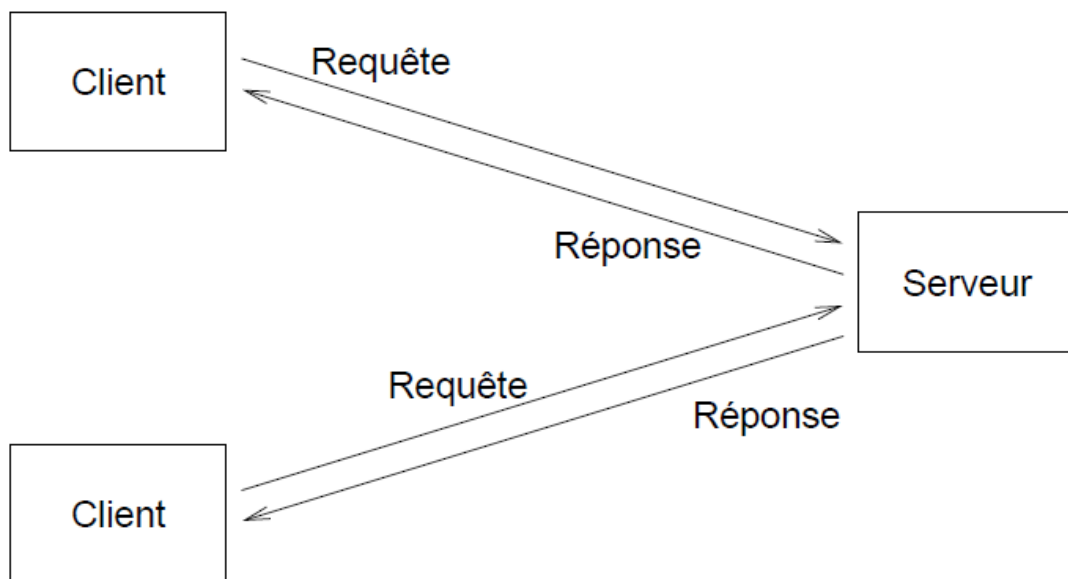 Client
Requête
Réponse
Serveur
Requête
Réponse
Client